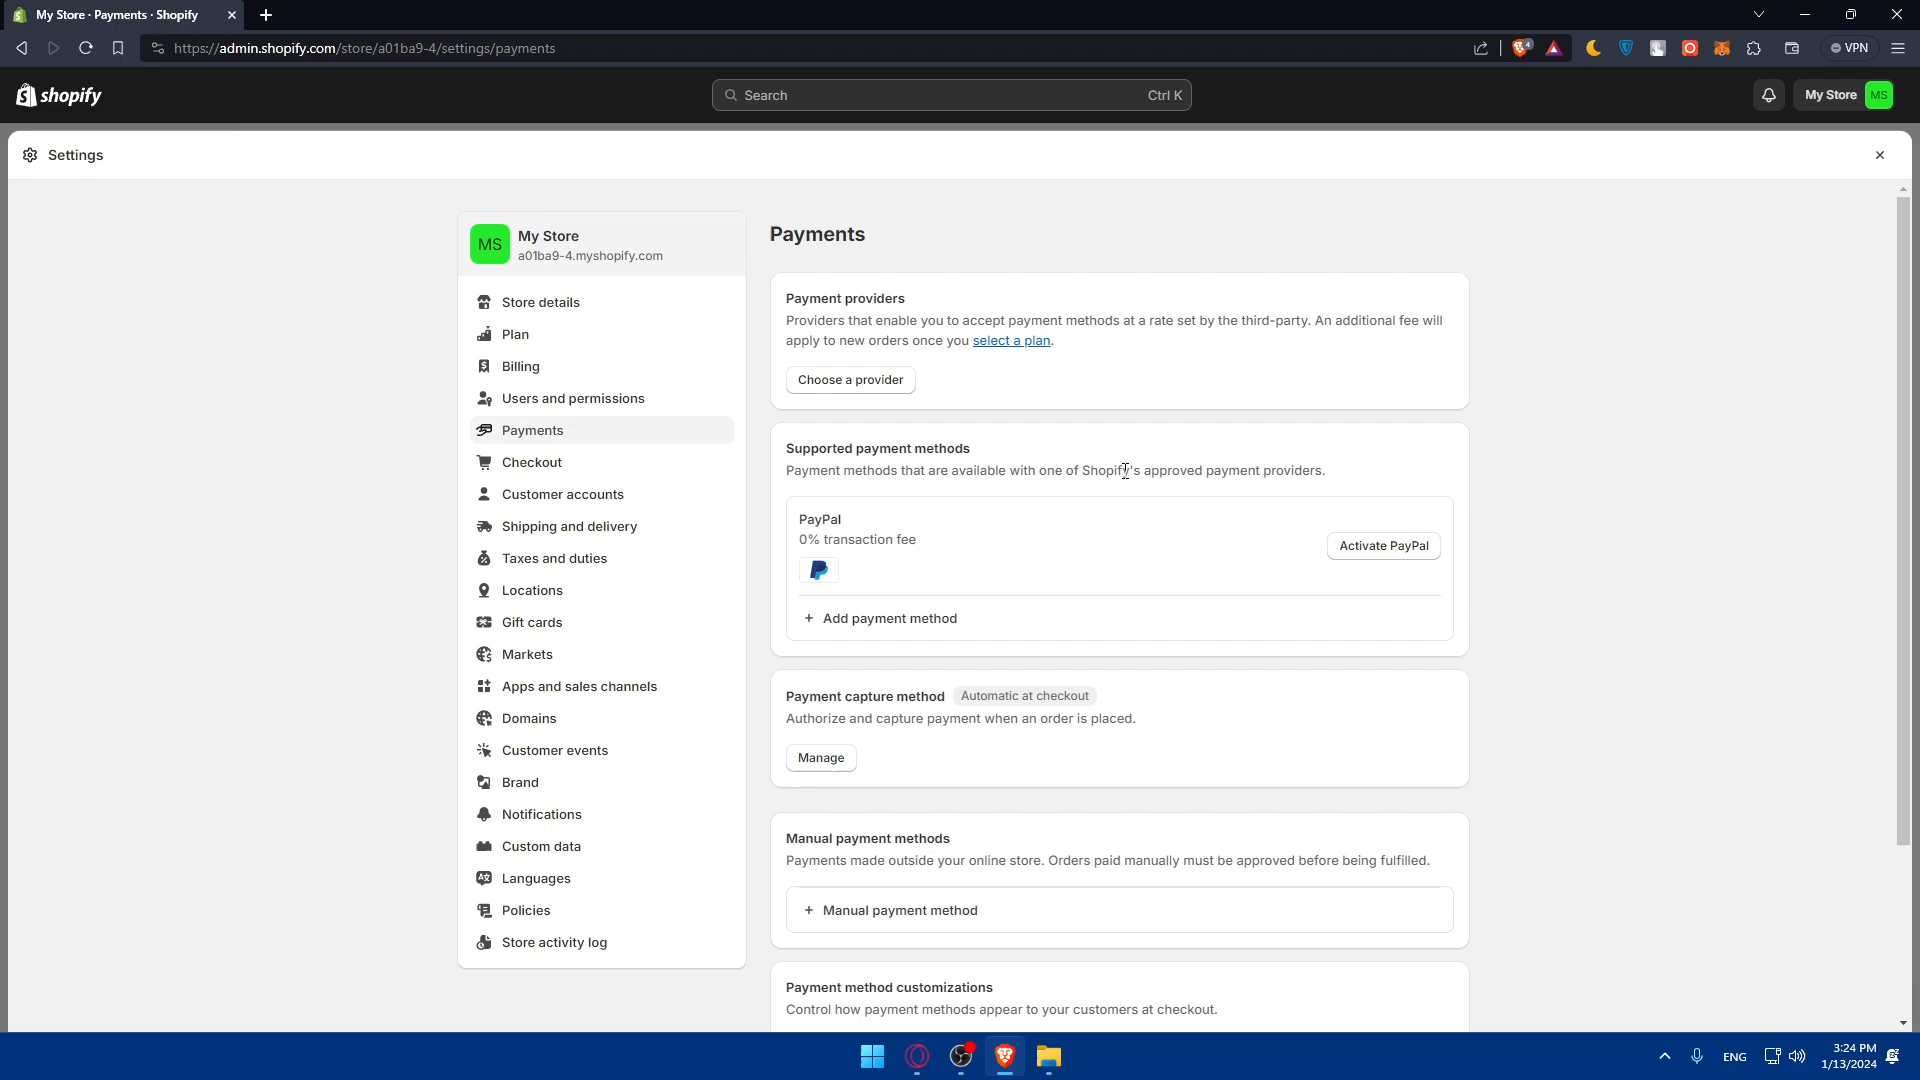 My Store · Payments · Shopify
https://admin.shopify.com/store/a01ba9-4/settings/payments
4
VPN
shopify
Search
Ctrl K
My Store
MS
Settings
MS
My Store
a01ba9-4.myshopify.com
Store details
Plan
Billing
Users and permissions
Payments
Checkout
Customer accounts
Shipping and delivery
Taxes and duties
Locations
Gift cards
Markets
Apps and sales channels
Domains
Customer events
Brand
Notifications
Custom data
Languages
Policies
Store activity log
Payments
Payment providers
Providers that enable you to accept payment methods at a rate set by the third-party. An additional fee will
apply to new orders once you select a plan.
Choose a provider
Supported payment methods
Payment methods that are available with one of Shopify's approved payment providers.
PayPal
0% transaction fee
Activate PayPal
+ Add payment method
Payment capture method
Automatic at checkout
Authorize and capture payment when an order is placed.
Manage
Manual payment methods
Payments made outside your online store. Orders paid manually must be approved before being fulfilled.
+ Manual payment method
Payment method customizations
Control how payment methods appear to your customers at checkout.
ENG
3:24 PM
1/13/2024